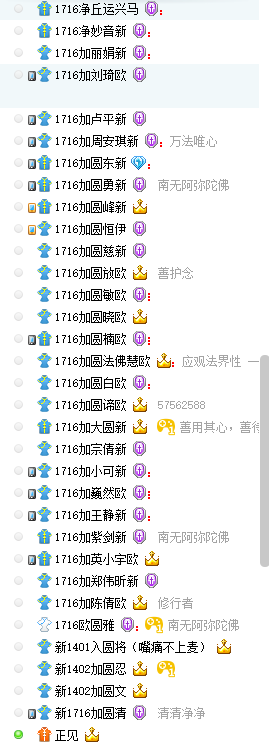 1716净丘运兴马
1716净妙音新
1716加丽娟新
1716加刘琦欧
1716加卢平新
1716加周安琪新 万法唯心
1716加圆东新
1716加圆勇新 南无阿弥陀佛
1716加圆峰新
1716加圆恒伊
1716加圆慈新
1716加圆放欧 善护念
1716加圆敏欧
1716加圆晓欧
1716加圆楠欧
1716加圆法佛慧欧 应观法界性 一
1716加圆白欧
1716加圆谛欧 57562588
1716加大圆新 善用其心，善待
1716加宗倩新
1716加小可新
1716加巍然欧
1716加王静新
1716加紫剑新 南无阿弥陀佛
1716加英小宇欧
1716加郑伟昕新
1716加陈倩欧 修行者
1716欧圆雅 南无阿弥陀佛
新1401入圆将（嘴痛不上麦）
新1402加圆忍
新1402加圆文
新1716加圆清 清清净净
正见